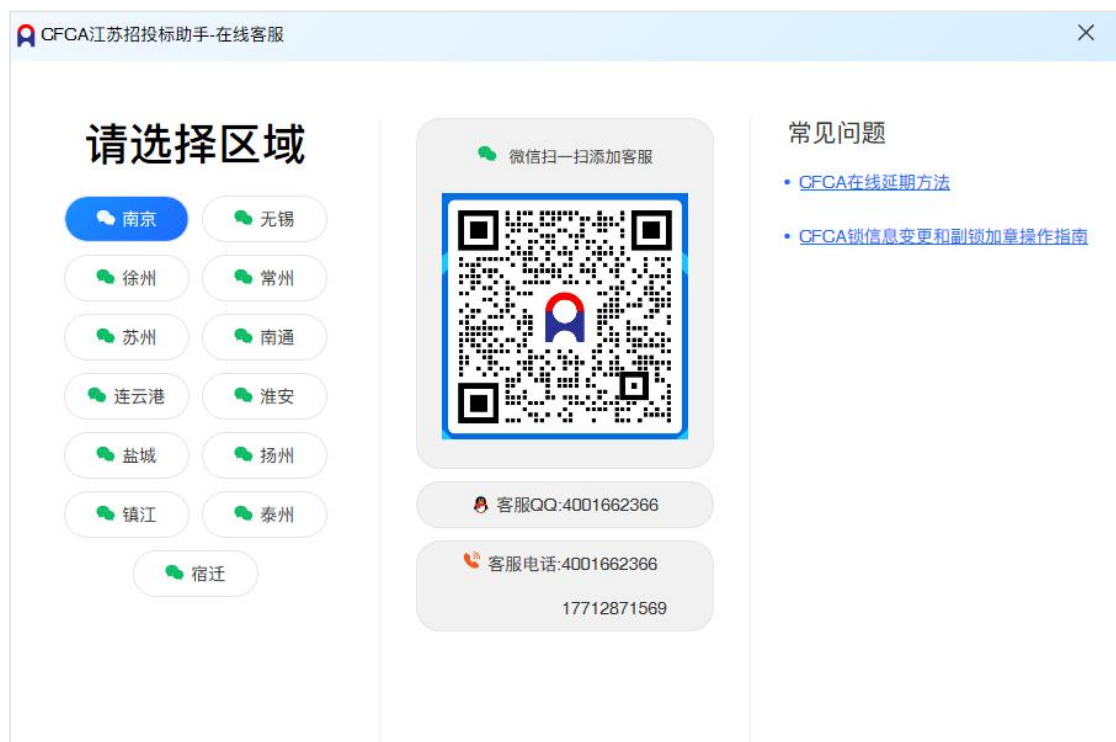 CFCA江苏招投标助手-在线客服
请选择区域
南京
无锡
徐州
常州
苏州
南通
连云港
淮安
盐城
扬州
镇江
泰州
宿迁
微信扫一扫添加客服
客服QQ:4001662366
客服电话:4001662366
17712871569
常见问题
CFCA在线延期方法
CFCA锁信息变更和副锁加章操作指南